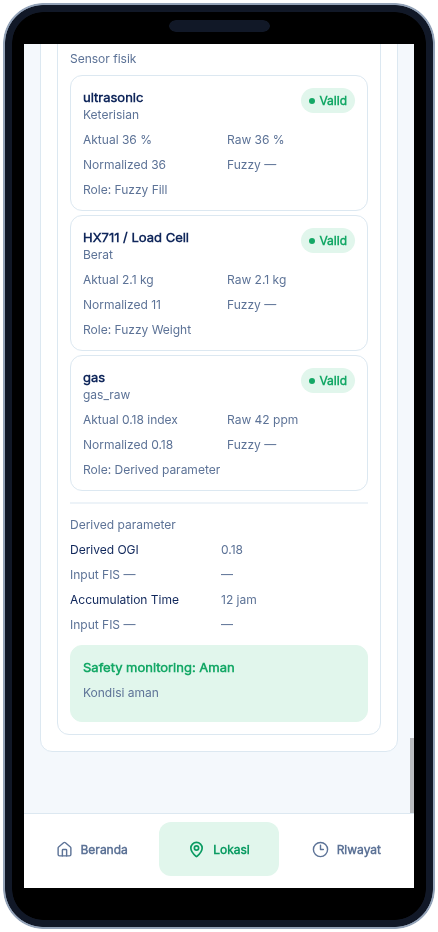 Sensor fisik
ultrasonic
Valid
Keterisian
Aktual 36 %
Raw 36 %
Normalized 36
Fuzzy —
Role: Fuzzy Fill
HX711 / Load Cell
Valid
Berat
Aktual 2.1 kg
Raw 2.1 kg
Normalized 11
Fuzzy —
Role: Fuzzy Weight
gas
Valid
gas_raw
Aktual 0.18 index
Raw 42 ppm
Normalized 0.18
Fuzzy —
Role: Derived parameter
Derived parameter
Derived OGI
0.18
Input FIS —
—
Accumulation Time
12 jam
Input FIS —
—
Safety monitoring: Aman
Kondisi aman
Beranda
Lokasi
Riwayat